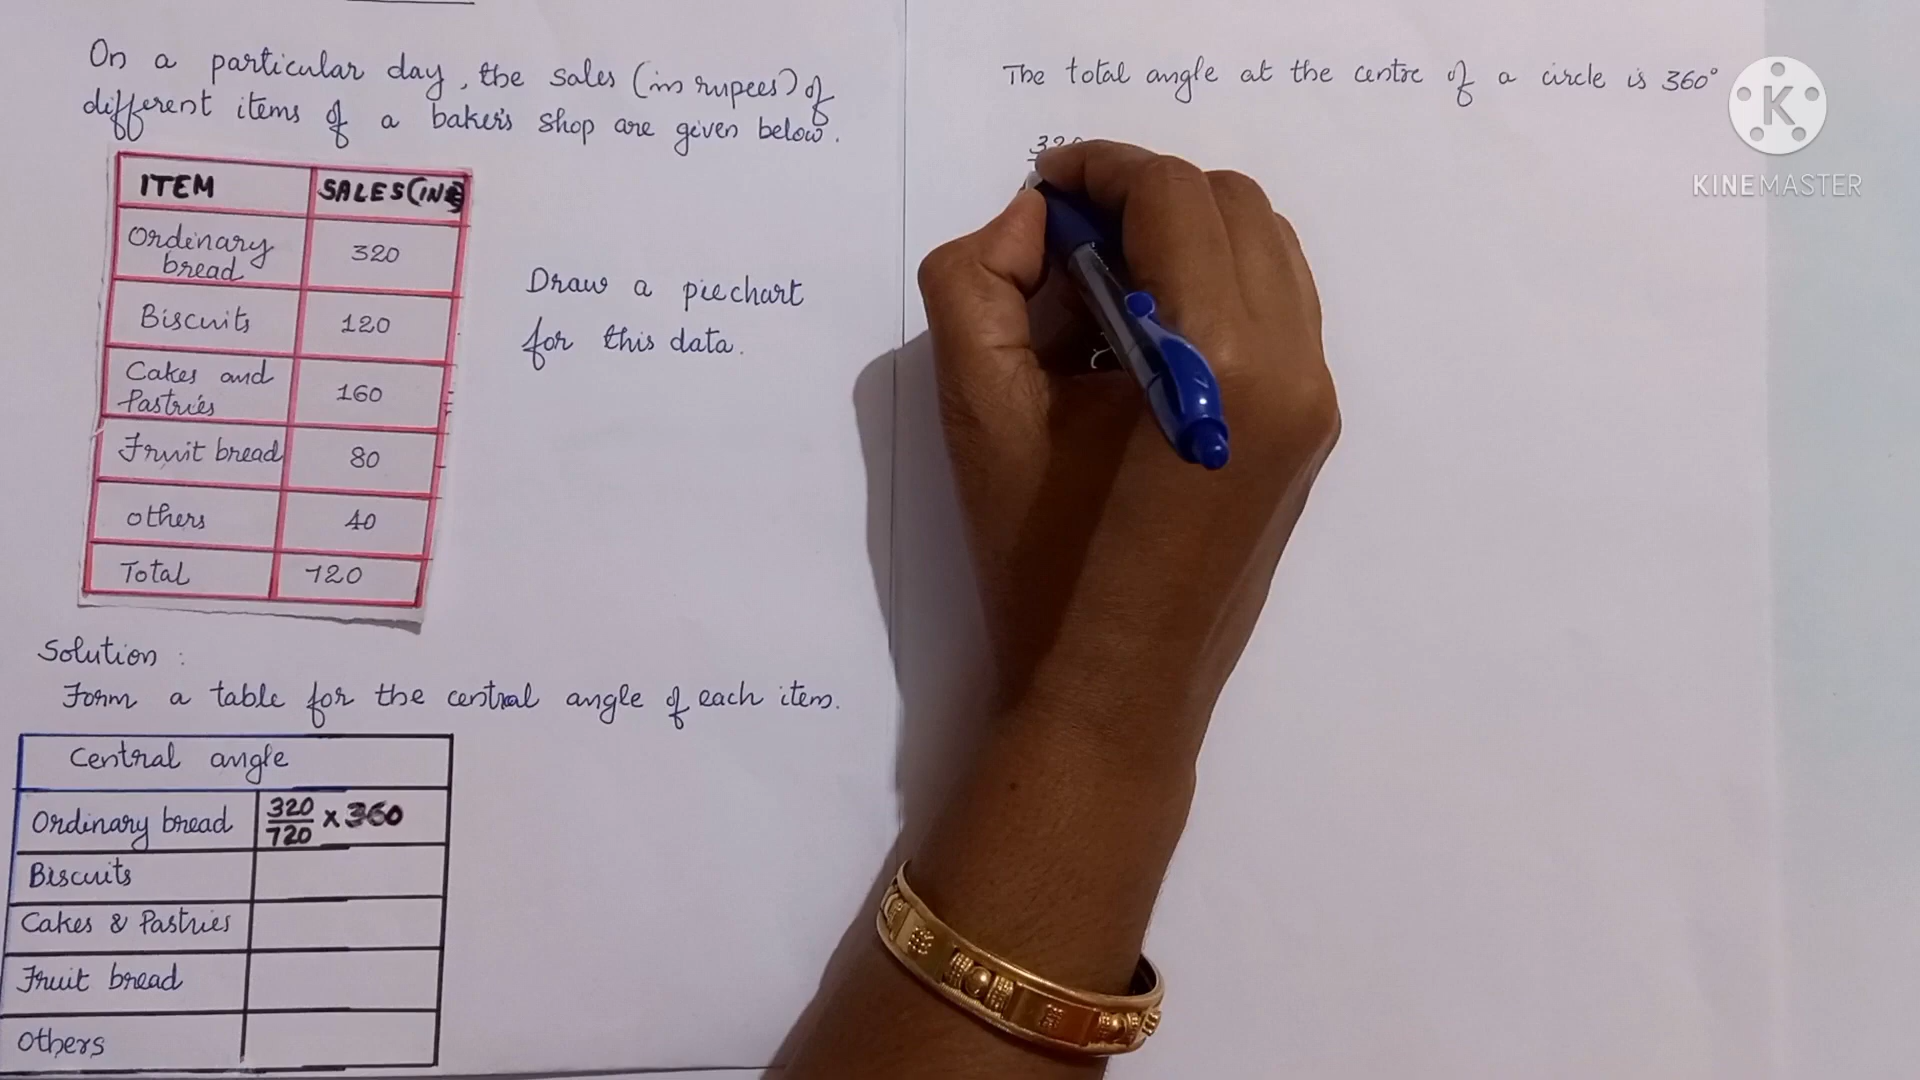 On a particular day, the sales (in rupees) of
different items of a baker's shop are given below.
ITEM SALES(IN₹)
Ordinary bread 320
Biscuits 120
Cakes and Pastries 160
Fruit bread 80
others 40
Total 720
Draw a piechart
for this data.
Solution :
Form a table for the central angle of each item.
Central angle
Ordinary bread 320/720 x 360
Biscuits
Cakes & Pastries
Fruit bread
Others
The total angle at the centre of a circle is 360°
320
K
KINEMASTER